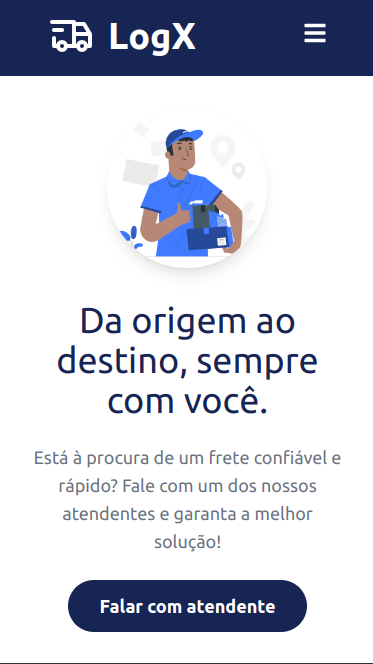 LogX
Da origem ao
destino, sempre
com você.
Está à procura de um frete confiável e
rápido? Fale com um dos nossos
atendentes e garanta a melhor
solução!
Falar com atendente